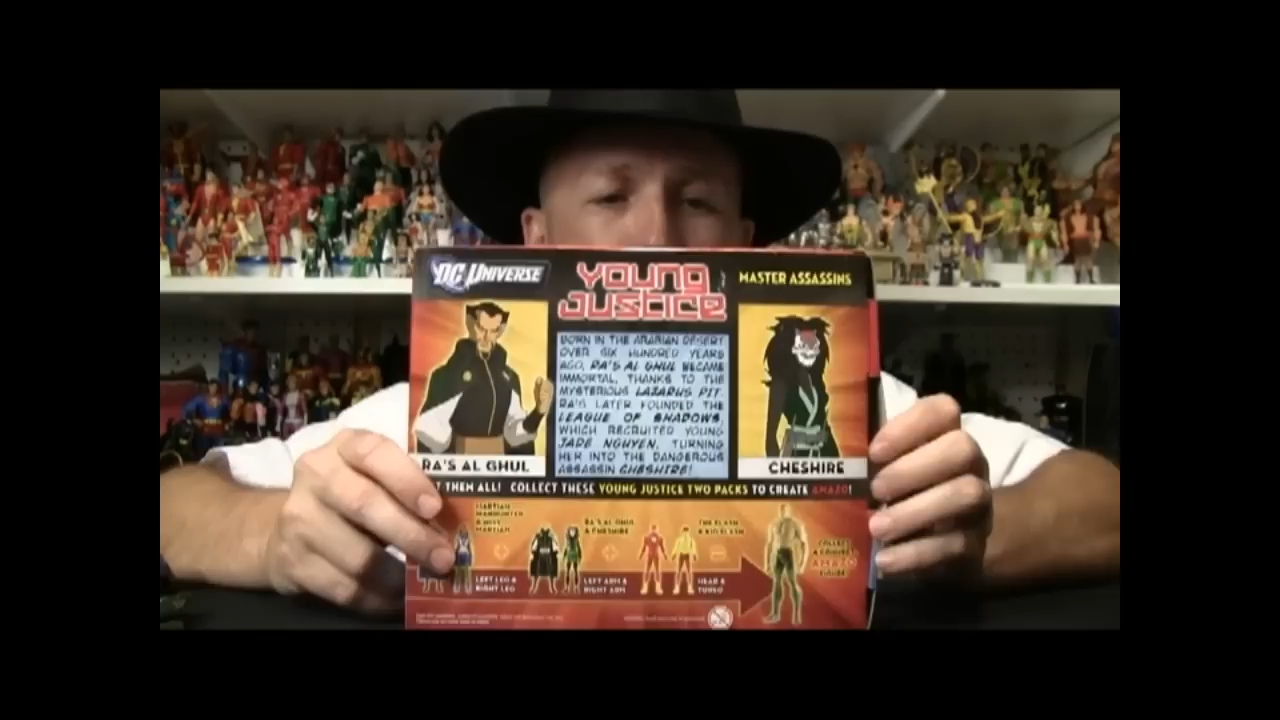 DC UNIVERSE
YOUNG
JUSTICE
MASTER ASSASSINS
BORN IN THE ARABIAN DESERT
OVER SIX HUNDRED YEARS
AGO, RA'S AL GHUL BECAME
IMMORTAL, THANKS TO THE
MYSTERIOUS LAZARUS PIT.
RA'S LATER FOUNDED THE
LEAGUE OF SHADOWS,
WHICH RECRUITED YOUNG
JADE NGUYEN, TURNING
HER INTO THE DANGEROUS
ASSASSIN CHESHIRE!
RA'S AL GHUL
CHESHIRE
T THEM ALL! COLLECT THESE YOUNG JUSTICE TWO PACKS TO CREATE AMAZO!
MARTIAN
MANHUNTER
& MISS
MARTIAN
LEFT LEG &
RIGHT LEG
RA'S AL GHUL
& CHESHIRE
LEFT ARM &
RIGHT ARM
THE FLASH
& KID FLASH
HEAD &
TORSO
COLLECT
AMAZO
FIGURE